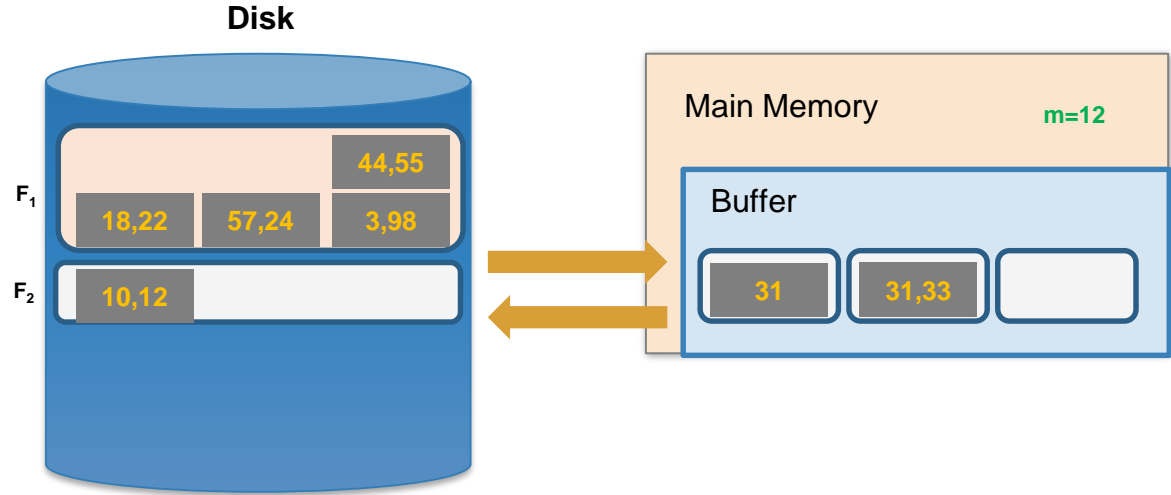 Disk
Main Memory
m=12
44,55
F1
18,22
57,24
3,98
Buffer
F2
10,12
31
31,33